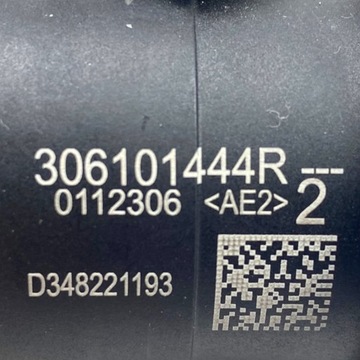 306101444R ---
0112306 <AE2> 2
D348221193